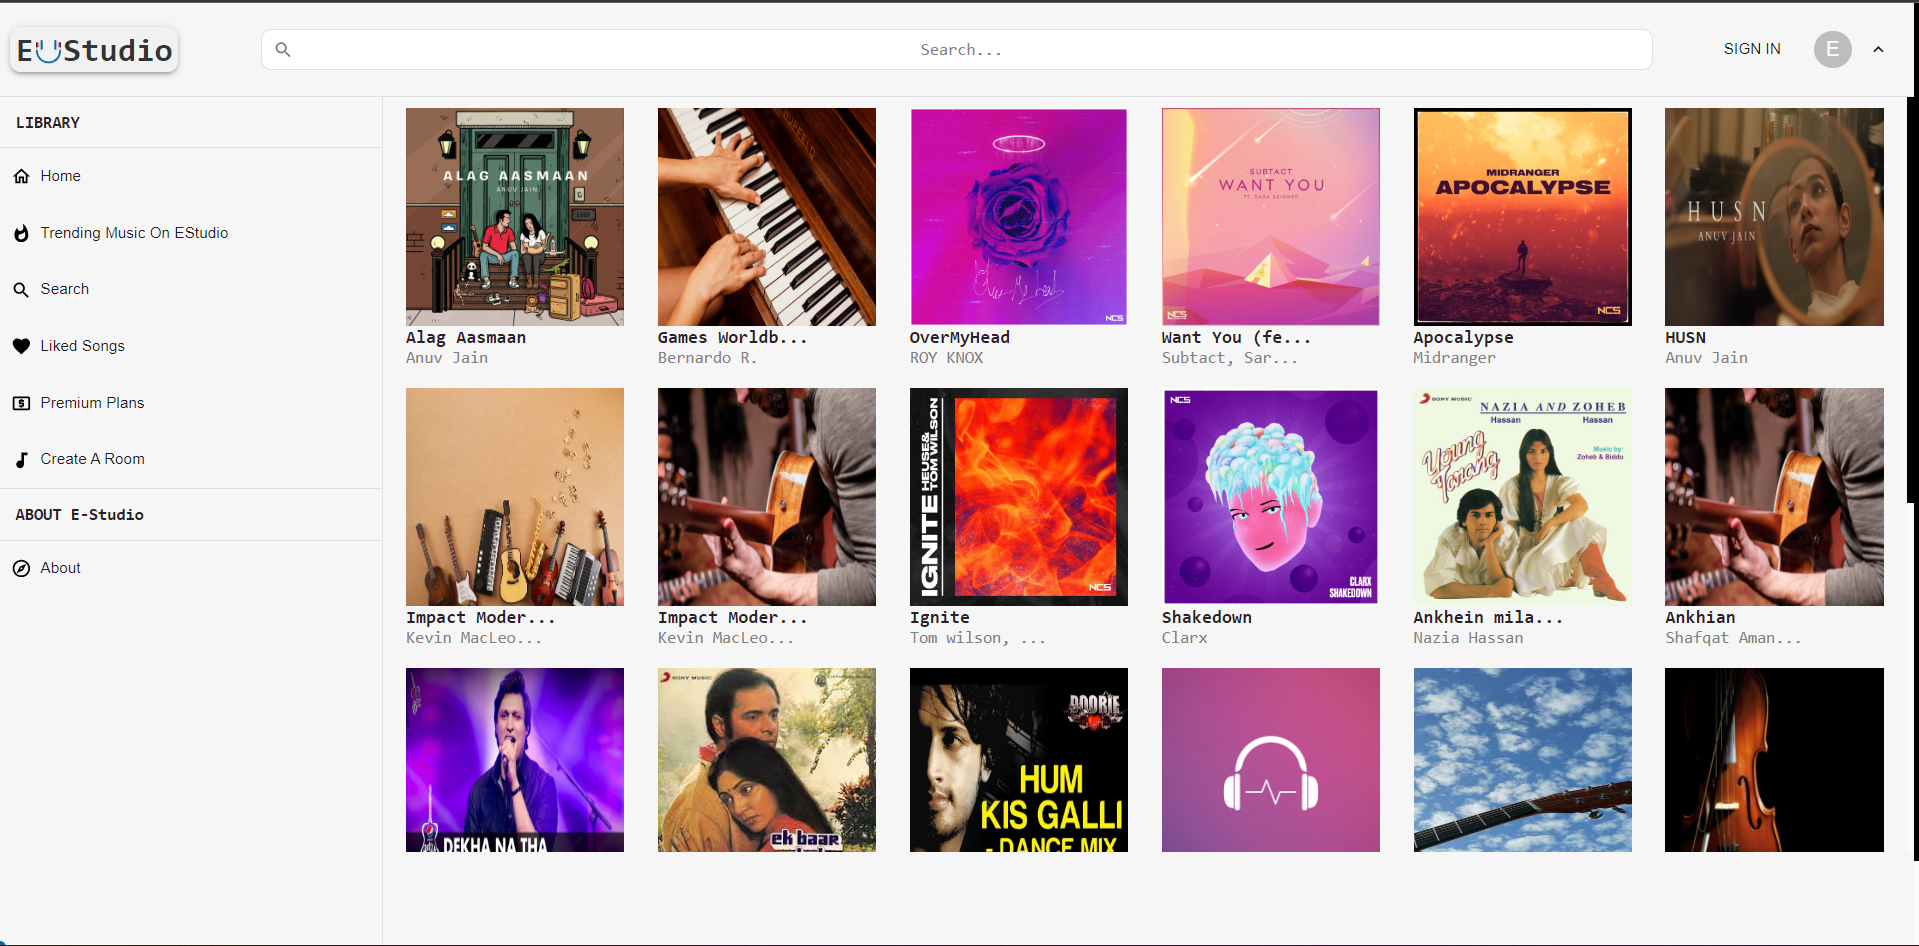 E Studio
Search...
SIGN IN
E
LIBRARY
Home
Trending Music On EStudio
Search
Liked Songs
Premium Plans
Create A Room
ABOUT E-Studio
About
ALAG AASMAAN
ANUV JAIN
Alag Aasmaan
Anuv Jain
Games Worldb...
Bernardo R.
Over My Head
NCS
OverMyHead
ROY KNOX
SUBTACT
WANT YOU
FT. SARA SKINNER
NCS
Want You (fe...
Subtact, Sar...
MIDRANGER
APOCALYPSE
NCS
Apocalypse
Midranger
HUSN
ANUV JAIN
HUSN
Anuv Jain
Impact Moder...
Kevin MacLeo...
Impact Moder...
Kevin MacLeo...
IGNITE HEUSE& TOM WILSON
NCS
Ignite
Tom wilson, ...
NCS
CLARX
SHAKEDOWN
Shakedown
Clarx
SONY MUSIC
NAZIA AND ZOHEB
Hassan Hassan
Young Tarang
Music by:
Zoheb & Biddu
Ankhein mila...
Nazia Hassan
Ankhian
Shafqat Aman...
DEKHA NA THA
SONY MUSIC
ek baar
DOORIE
HUM
KIS GALLI
- DANCE MIX